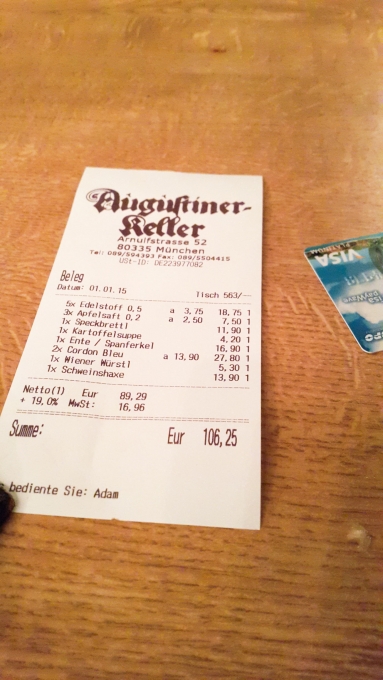 Augustiner-
Keller
Arnulfstrasse 52
80335 München
Tel: 089/594393 Fax: 089/5504415
USt-ID: DE223977082
Beleg
Datum: 01.01.15 Tisch 563/--
5x Edelstoff 0,5 a 3,75 18,75 1
3x Apfelsaft 0,2 a 2,50 7,50 1
1x Speckbrettl 11,90 1
1x Kartoffelsuppe 4,20 1
1x Ente / Spanferkel 16,90 1
2x Cordon Bleu a 13,90 27,80 1
1x Wiener Würstl 5,30 1
1x Schweinshaxe 13,90 1
Netto(1) Eur 89,29
+ 19,0% MwSt: 16,96
Summe: Eur 106,25
bediente Sie: Adam
VISA
PLATINUM